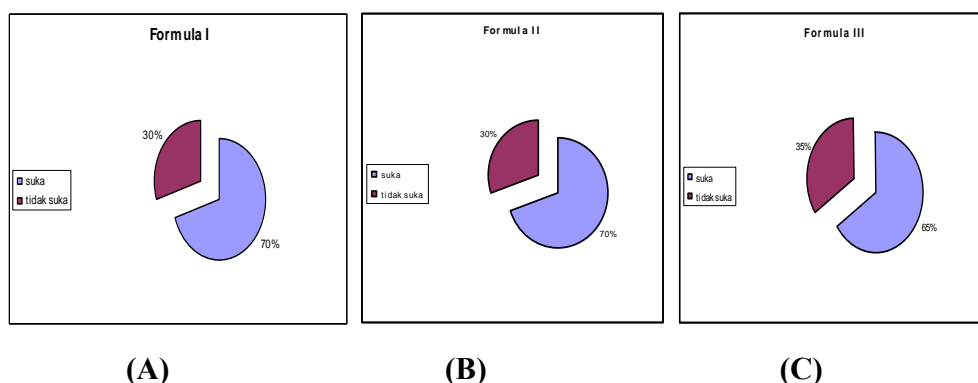 Formula I
30%
suka
tidak suka
70%
Formula II
30%
suka
tidak suka
70%
Formula III
35%
suka
tidak suka
65%
(A) (B) (C)